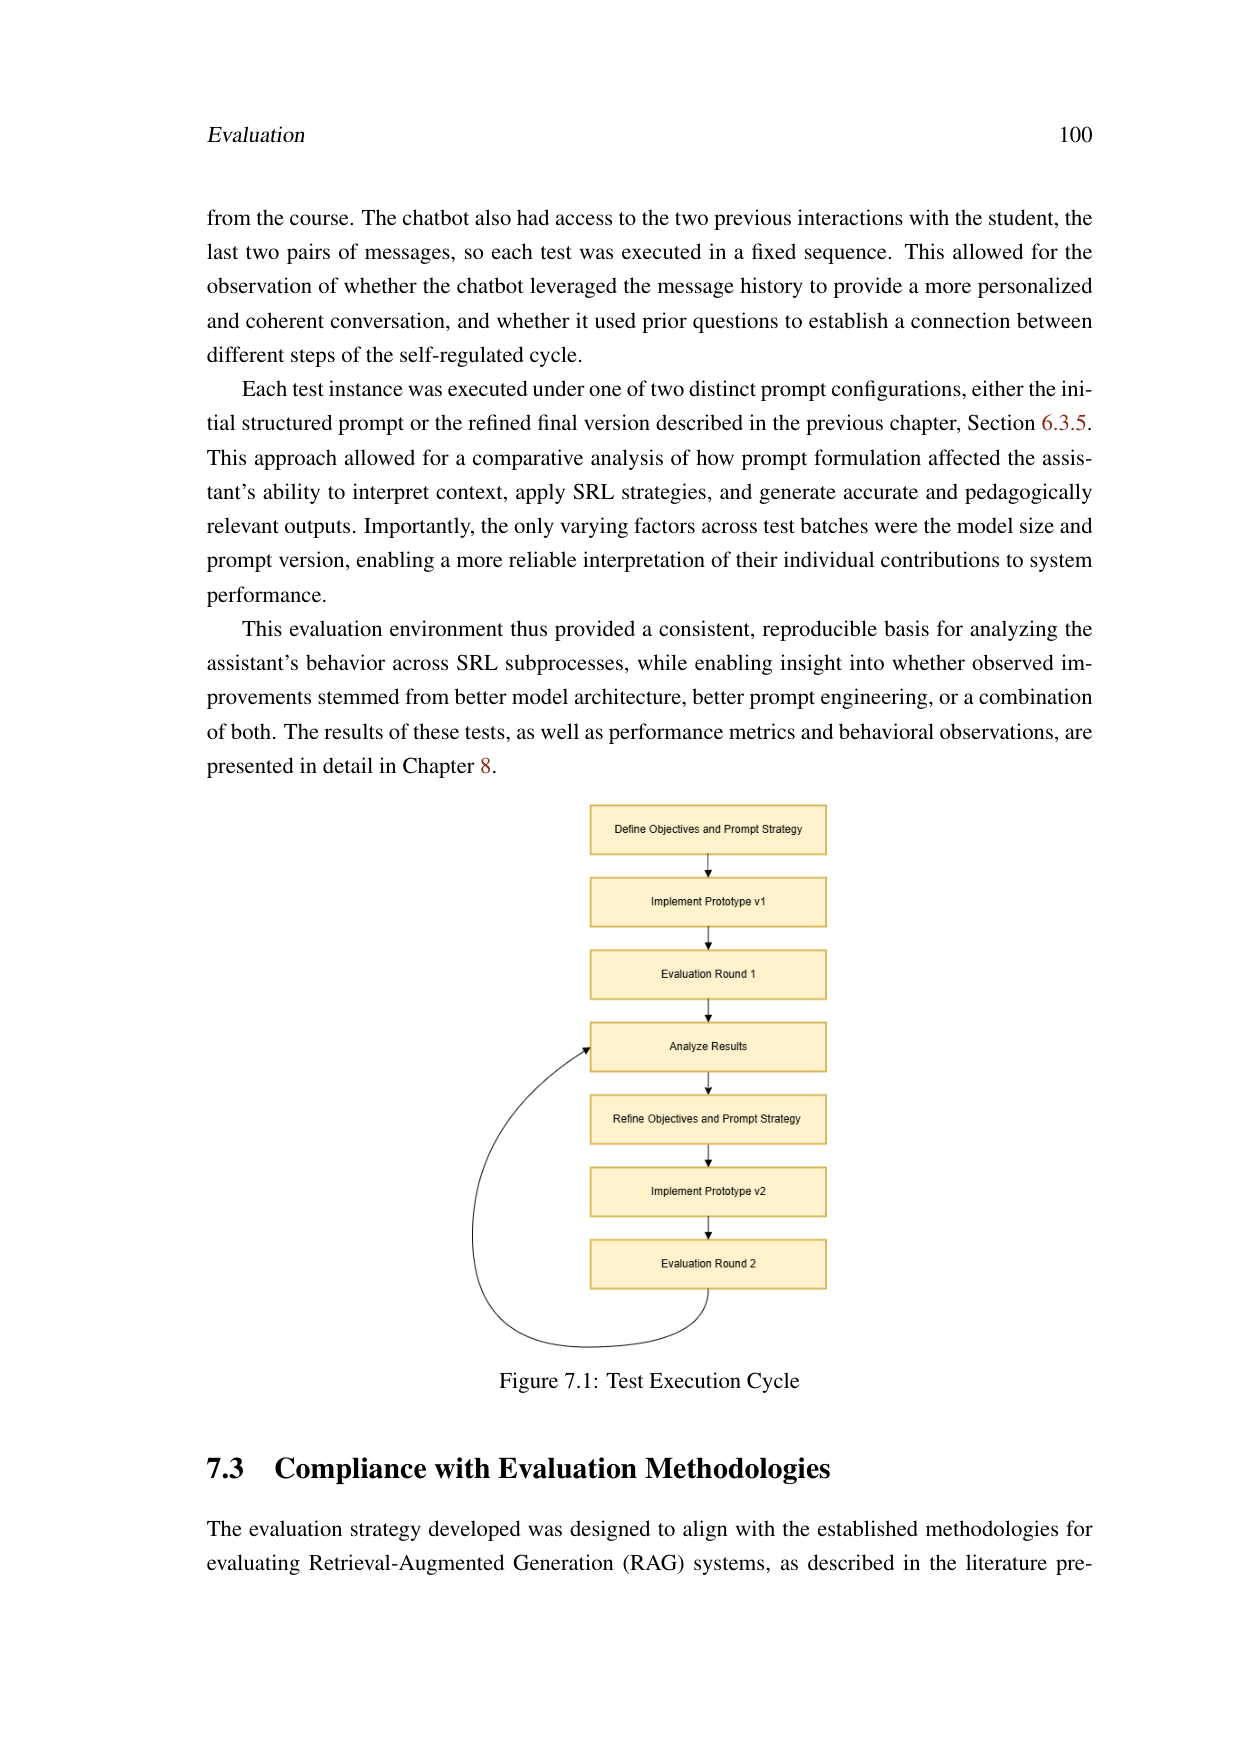 Evaluation 100
from the course. The chatbot also had access to the two previous interactions with the student, the
last two pairs of messages, so each test was executed in a fixed sequence. This allowed for the
observation of whether the chatbot leveraged the message history to provide a more personalized
and coherent conversation, and whether it used prior questions to establish a connection between
different steps of the self-regulated cycle.
Each test instance was executed under one of two distinct prompt configurations, either the ini-
tial structured prompt or the refined final version described in the previous chapter, Section 6.3.5.
This approach allowed for a comparative analysis of how prompt formulation affected the assis-
tant's ability to interpret context, apply SRL strategies, and generate accurate and pedagogically
relevant outputs. Importantly, the only varying factors across test batches were the model size and
prompt version, enabling a more reliable interpretation of their individual contributions to system
performance.
This evaluation environment thus provided a consistent, reproducible basis for analyzing the
assistant's behavior across SRL subprocesses, while enabling insight into whether observed im-
provements stemmed from better model architecture, better prompt engineering, or a combination
of both. The results of these tests, as well as performance metrics and behavioral observations, are
presented in detail in Chapter 8.
Define Objectives and Prompt Strategy
Implement Prototype v1
Evaluation Round 1
Analyze Results
Refine Objectives and Prompt Strategy
Implement Prototype v2
Evaluation Round 2
Figure 7.1: Test Execution Cycle
7.3 Compliance with Evaluation Methodologies
The evaluation strategy developed was designed to align with the established methodologies for
evaluating Retrieval-Augmented Generation (RAG) systems, as described in the literature pre-